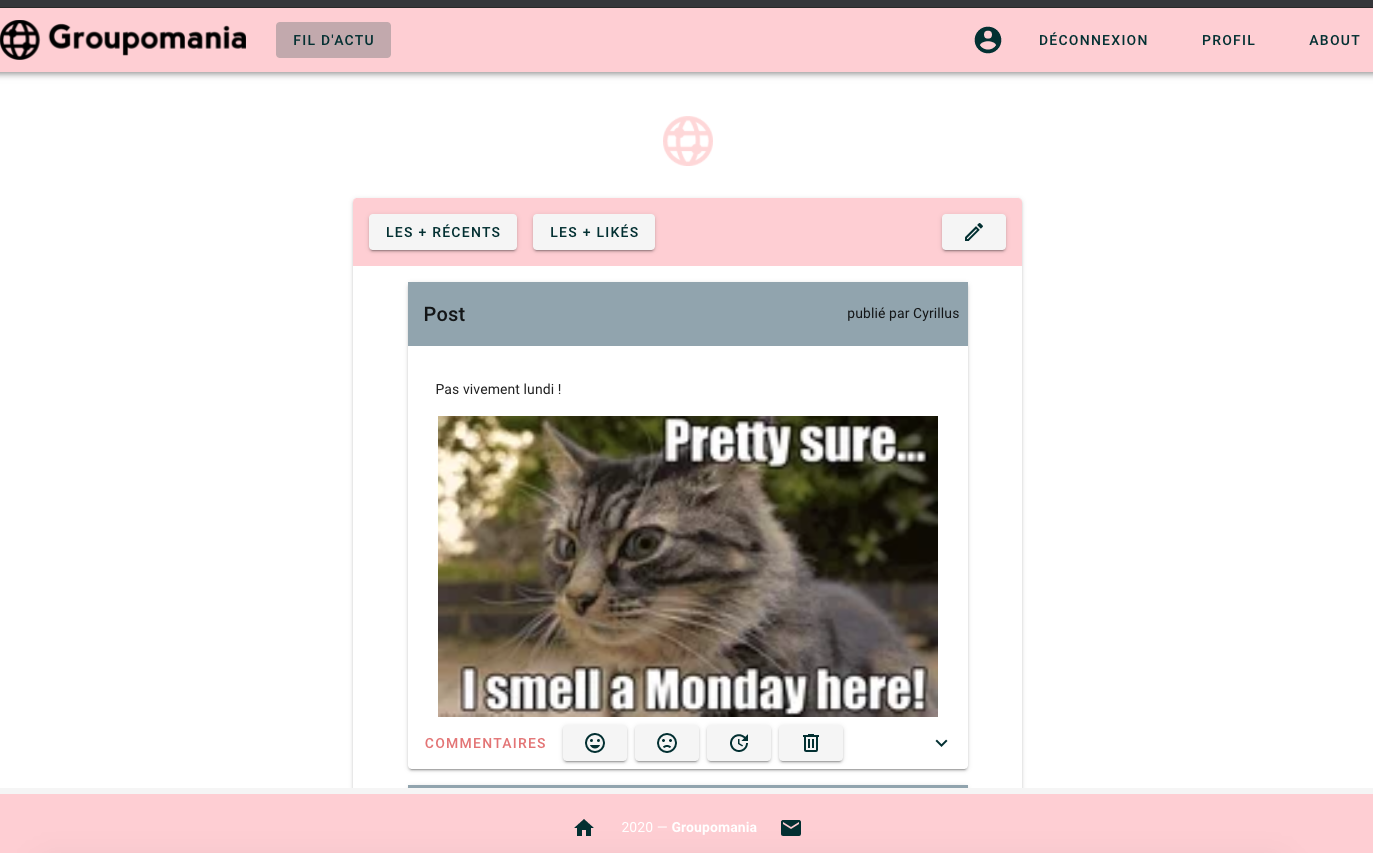 Groupomania
FIL D'ACTU
DÉCONNEXION
PROFIL
ABOUT
LES + RÉCENTS
LES + LIKÉS
Post
publié par Cyrillus
Pas vivement lundi !
Pretty sure...
I smell a Monday here!
COMMENTAIRES
2020 — Groupomania